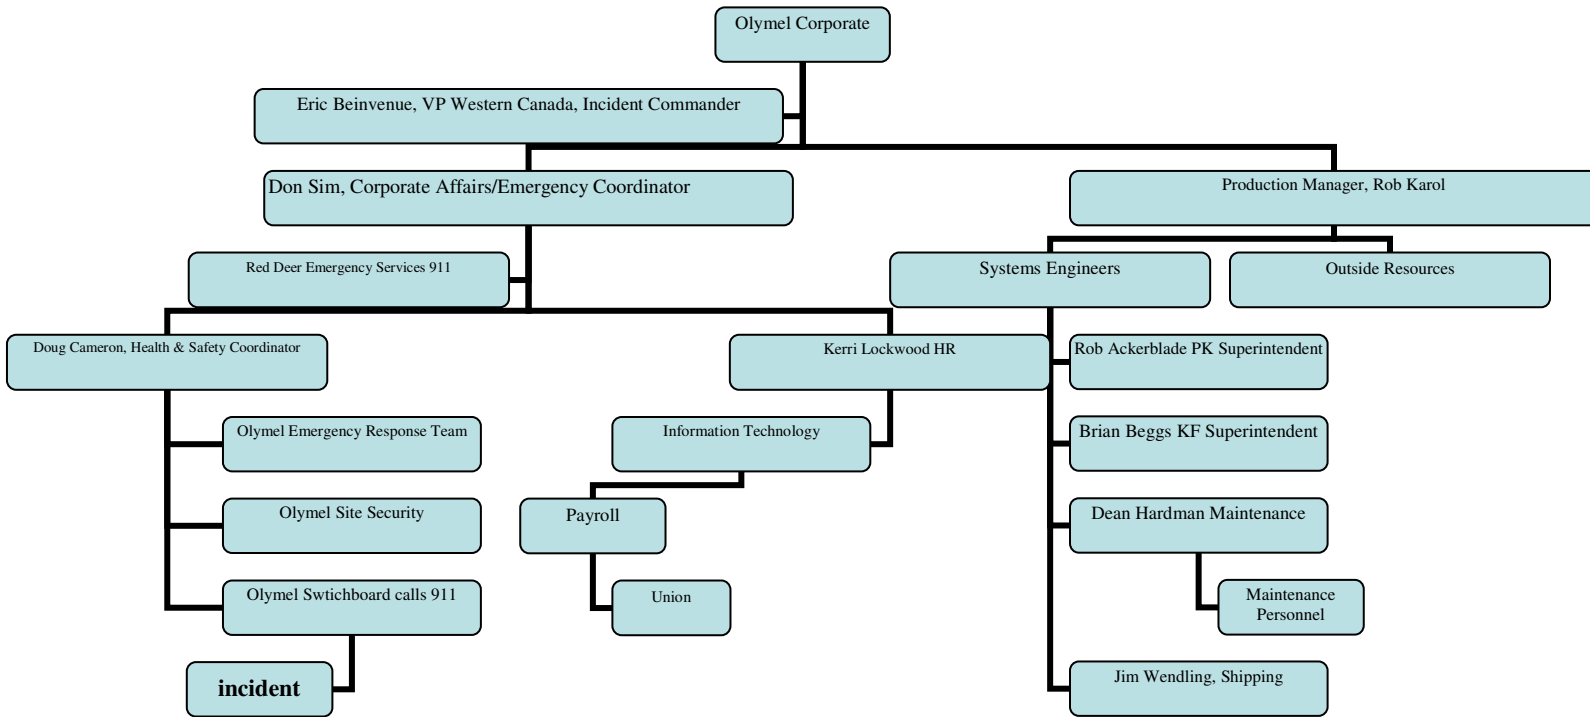 Olymel Corporate
Eric Beinvenue, VP Western Canada, Incident Commander
Don Sim, Corporate Affairs/Emergency Coordinator
Production Manager, Rob Karol
Red Deer Emergency Services 911
Systems Engineers
Outside Resources
Doug Cameron, Health & Safety Coordinator
Kerri Lockwood HR
Rob Ackerblade PK Superintendent
Olymel Emergency Response Team
Information Technology
Brian Beggs KF Superintendent
Olymel Site Security
Payroll
Dean Hardman Maintenance
Olymel Swtichboard calls 911
Union
Maintenance
Personnel
incident
Jim Wendling, Shipping